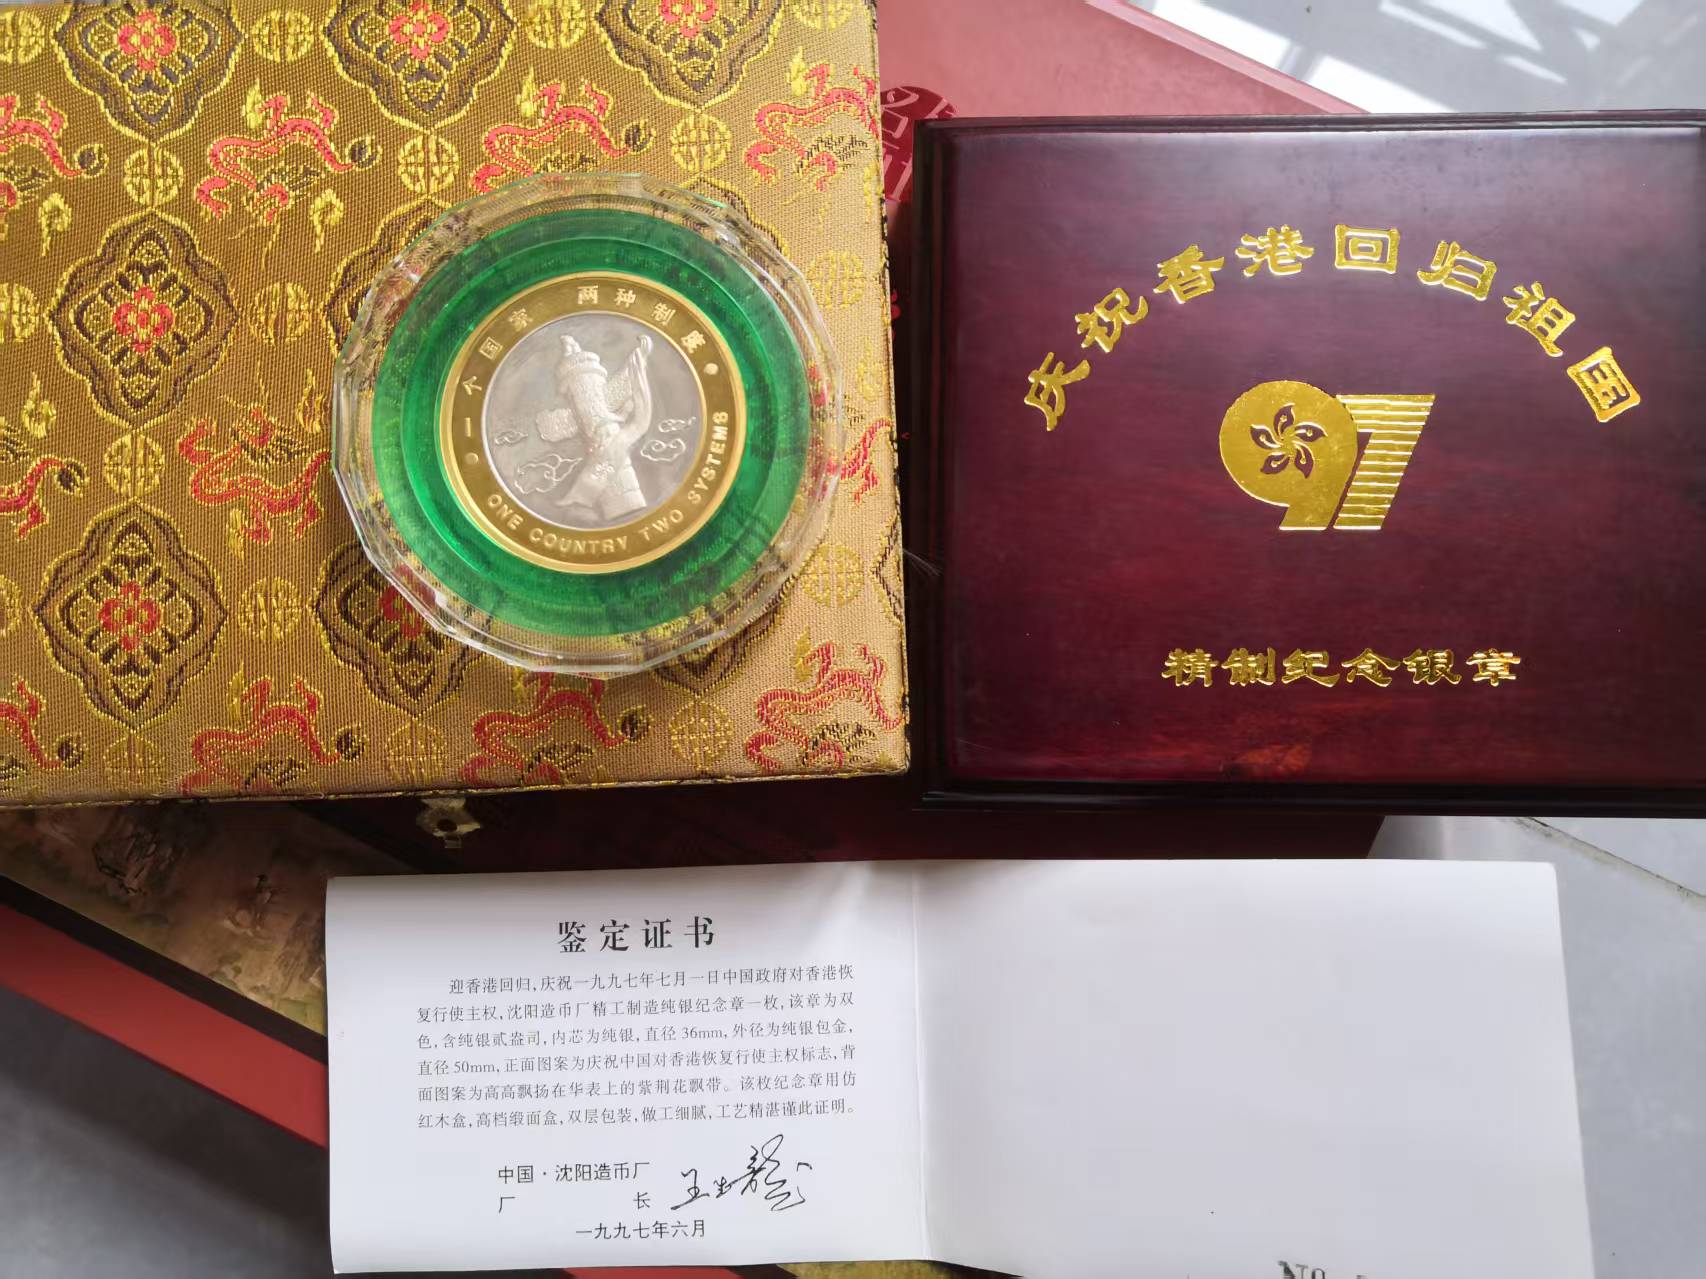 一个国家 两种制度
ONE COUNTRY TWO SYSTEMS
庆祝香港回归祖国
97
精制纪念银章
鉴定证书
迎香港回归,庆祝一九九七年七月一日中国政府对香港恢
复行使主权,沈阳造币厂精工制造纯银纪念章一枚,该章为双
色,含纯银贰盎司,内芯为纯银,直径36mm,外径为纯银包金,
直径50mm,正面图案为庆祝中国对香港恢复行使主权标志,背
面图案为高高飘扬在华表上的紫荆花飘带。该枚纪念章用仿
红木盒,高档缎面盒,双层包装,做工细腻,工艺精湛谨此证明。
中国·沈阳造币厂
厂 长
一九九七年六月